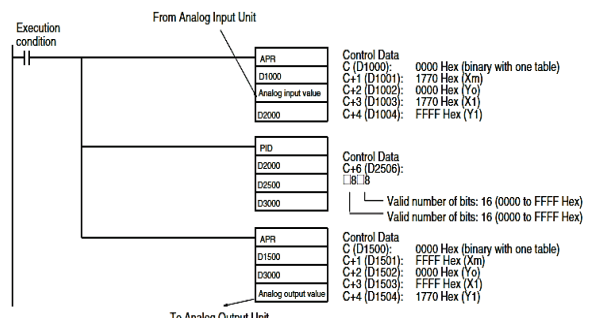 From Analog Input Unit
Execution
condition
APR
D1000
Analog input value
D2000
Control Data
C (D1000): 0000 Hex (binary with one table)
C+1 (D1001): 1770 Hex (Xm)
C+2 (D1002): 0000 Hex (Yo)
C+3 (D1003): 1770 Hex (X1)
C+4 (D1004): FFFF Hex (Y1)
PID
D2000
D2500
D3000
Control Data
C+6 (D2506):
□8□8
Valid number of bits: 16 (0000 to FFFF Hex)
Valid number of bits: 16 (0000 to FFFF Hex)
APR
D1500
D3000
Analog output value
Control Data
C (D1500): 0000 Hex (binary with one table)
C+1 (D1501): FFFF Hex (Xm)
C+2 (D1502): 0000 Hex (Yo)
C+3 (D1503): FFFF Hex (X1)
C+4 (D1504): 1770 Hex (Y1)
To Analog Output Unit